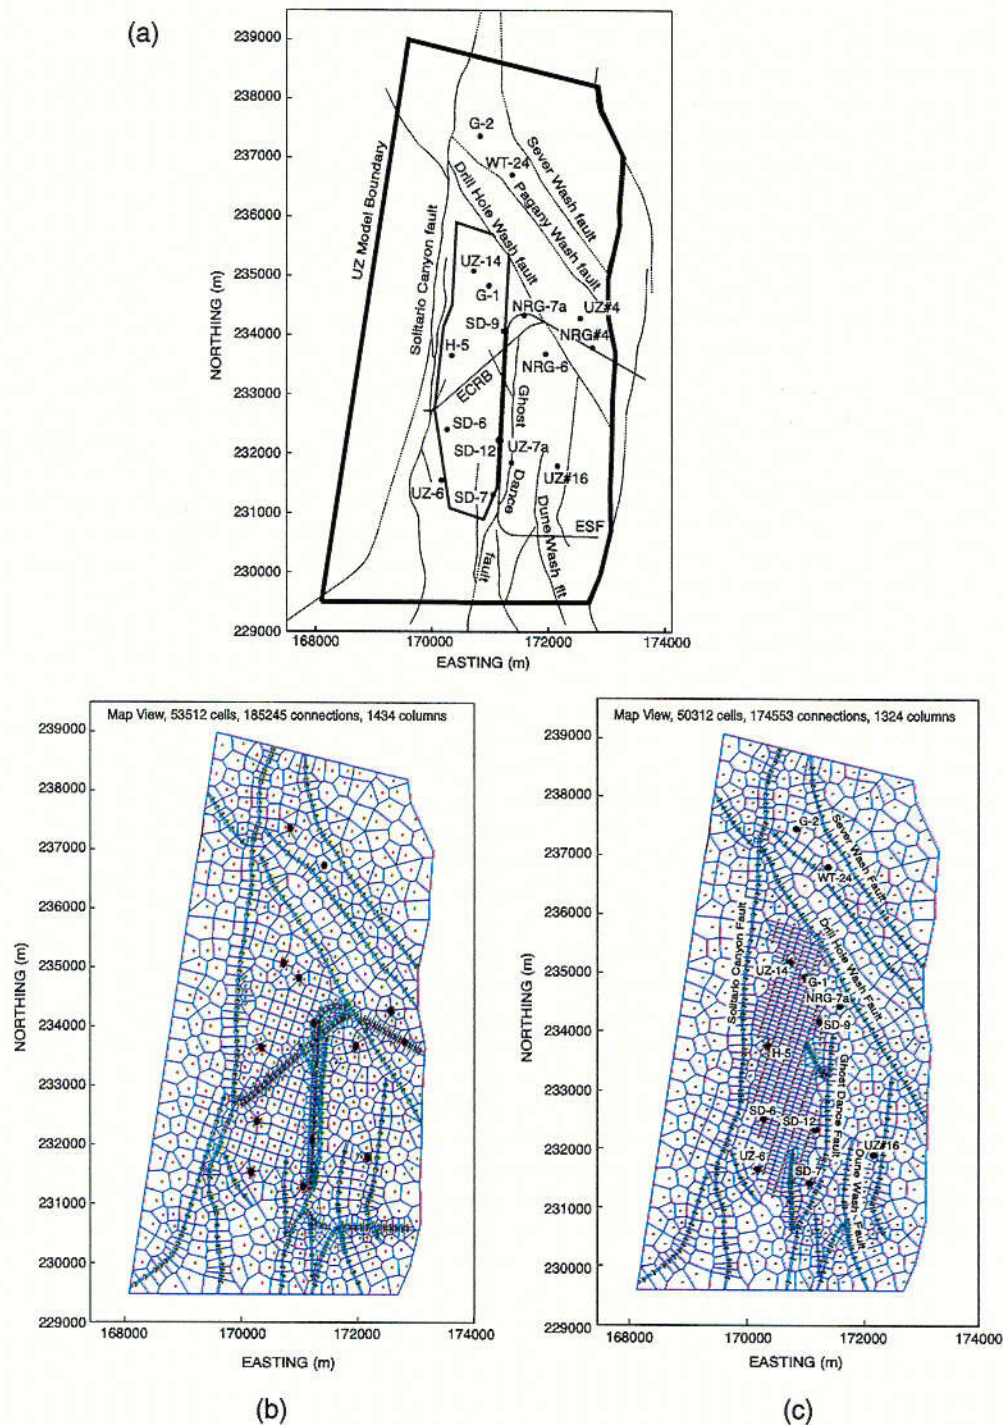 (a)
239000
238000
237000
236000
235000
234000
233000
232000
231000
230000
229000
NORTHING (m)
168000 170000 172000 174000
EASTING (m)
UZ Model Boundary
Solitario Canyon fault
G-2
WT-24
Sever Wash fault
Pagany Wash fault
Drill Hole Wash fault
UZ-14
G-1
NRG-7a
UZ#4
SD-9
NRG#4
H-5
NRG-6
ECRB
Ghost
Dance
fault
SD-6
SD-12
UZ-7a
UZ#16
UZ-6
SD-7
Dune Wash flt
ESF
Map View, 53512 cells, 185245 connections, 1434 columns
239000
238000
237000
236000
235000
234000
233000
232000
231000
230000
229000
NORTHING (m)
168000 170000 172000 174000
EASTING (m)
(b)
Map View, 50312 cells, 174553 connections, 1324 columns
239000
238000
237000
236000
235000
234000
233000
232000
231000
230000
229000
NORTHING (m)
G-2
Sever Wash Fault
WT-24
Solitario Canyon Fault
Drill Hole Wash Fault
UZ-14
G-1
NRG-7a
SD-9
H-5
Ghost Dance Fault
SD-6
SD-12
UZ#16
UZ-6
SD-7
Dune Wash Fault
168000 170000 172000 174000
EASTING (m)
(c)